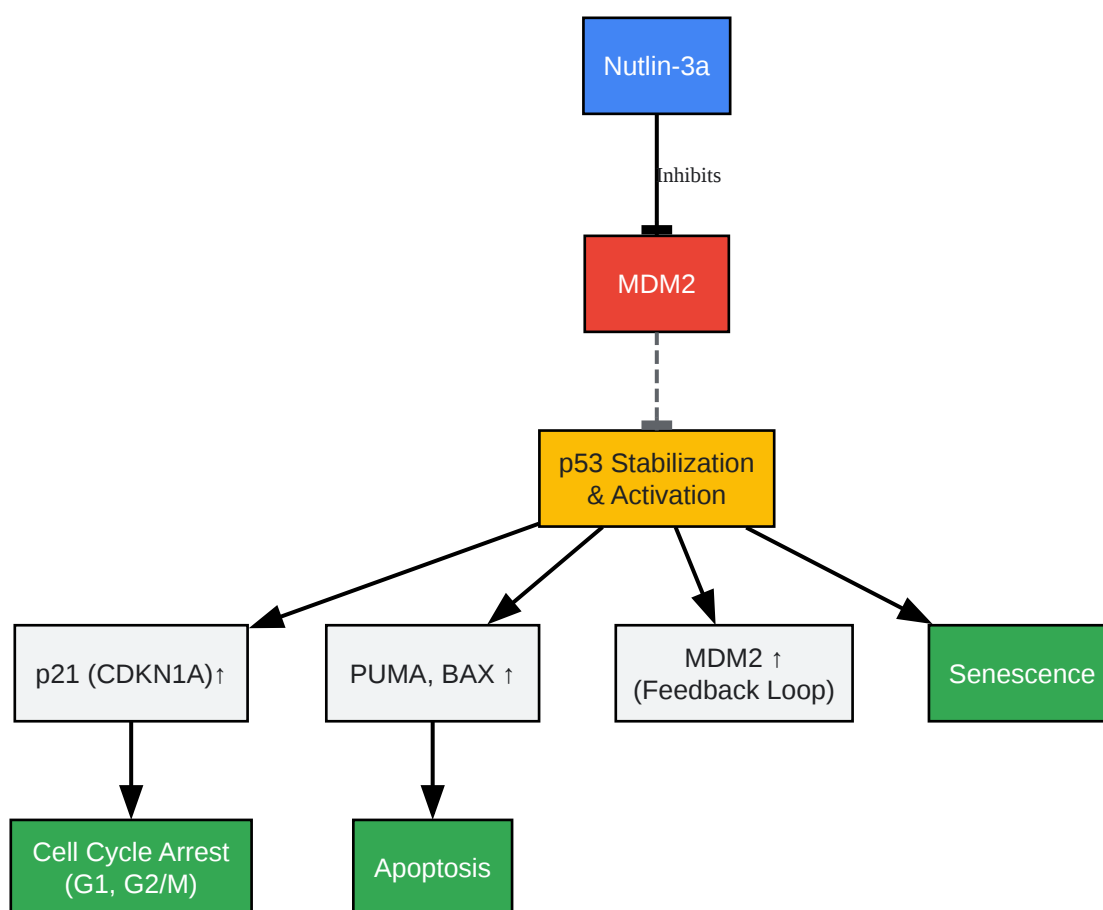 Nutlin-3a
Inhibits
MDM2
p53 Stabilization
& Activation
p21 (CDKN1A)↑
PUMA, BAX ↑
MDM2 ↑
(Feedback Loop)
Senescence
Cell Cycle Arrest
(G1, G2/M)
Apoptosis